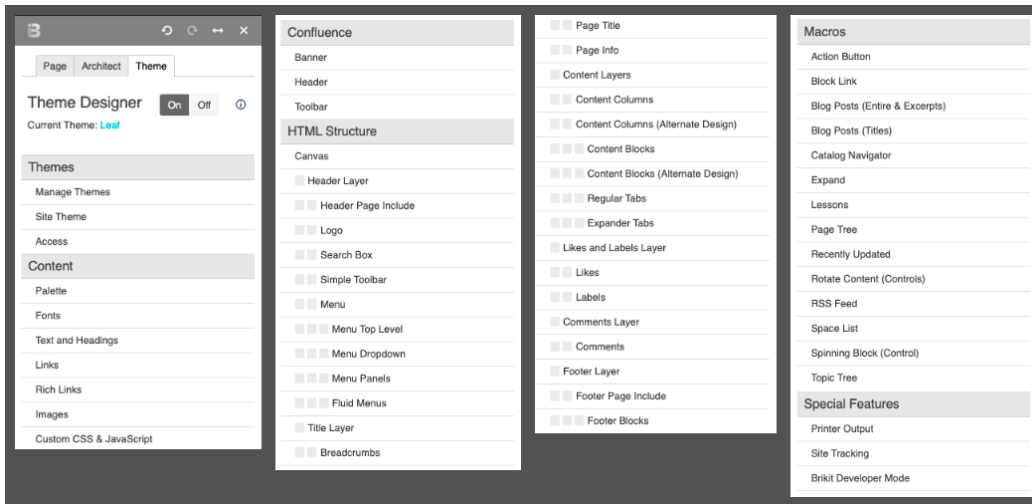 Page Architect Theme
Theme Designer On Off
Current Theme: Leaf
Themes
Manage Themes
Site Theme
Access
Content
Palette
Fonts
Text and Headings
Links
Rich Links
Images
Custom CSS & JavaScript
Confluence
Banner
Header
Toolbar
HTML Structure
Canvas
Header Layer
Header Page Include
Logo
Search Box
Simple Toolbar
Menu
Menu Top Level
Menu Dropdown
Menu Panels
Fluid Menus
Title Layer
Breadcrumbs
Page Title
Page Info
Content Layers
Content Columns
Content Columns (Alternate Design)
Content Blocks
Content Blocks (Alternate Design)
Regular Tabs
Expander Tabs
Likes and Labels Layer
Likes
Labels
Comments Layer
Comments
Footer Layer
Footer Page Include
Footer Blocks
Macros
Action Button
Block Link
Blog Posts (Entire & Excerpts)
Blog Posts (Titles)
Catalog Navigator
Expand
Lessons
Page Tree
Recently Updated
Rotate Content (Controls)
RSS Feed
Space List
Spinning Block (Control)
Topic Tree
Special Features
Printer Output
Site Tracking
Brikit Developer Mode